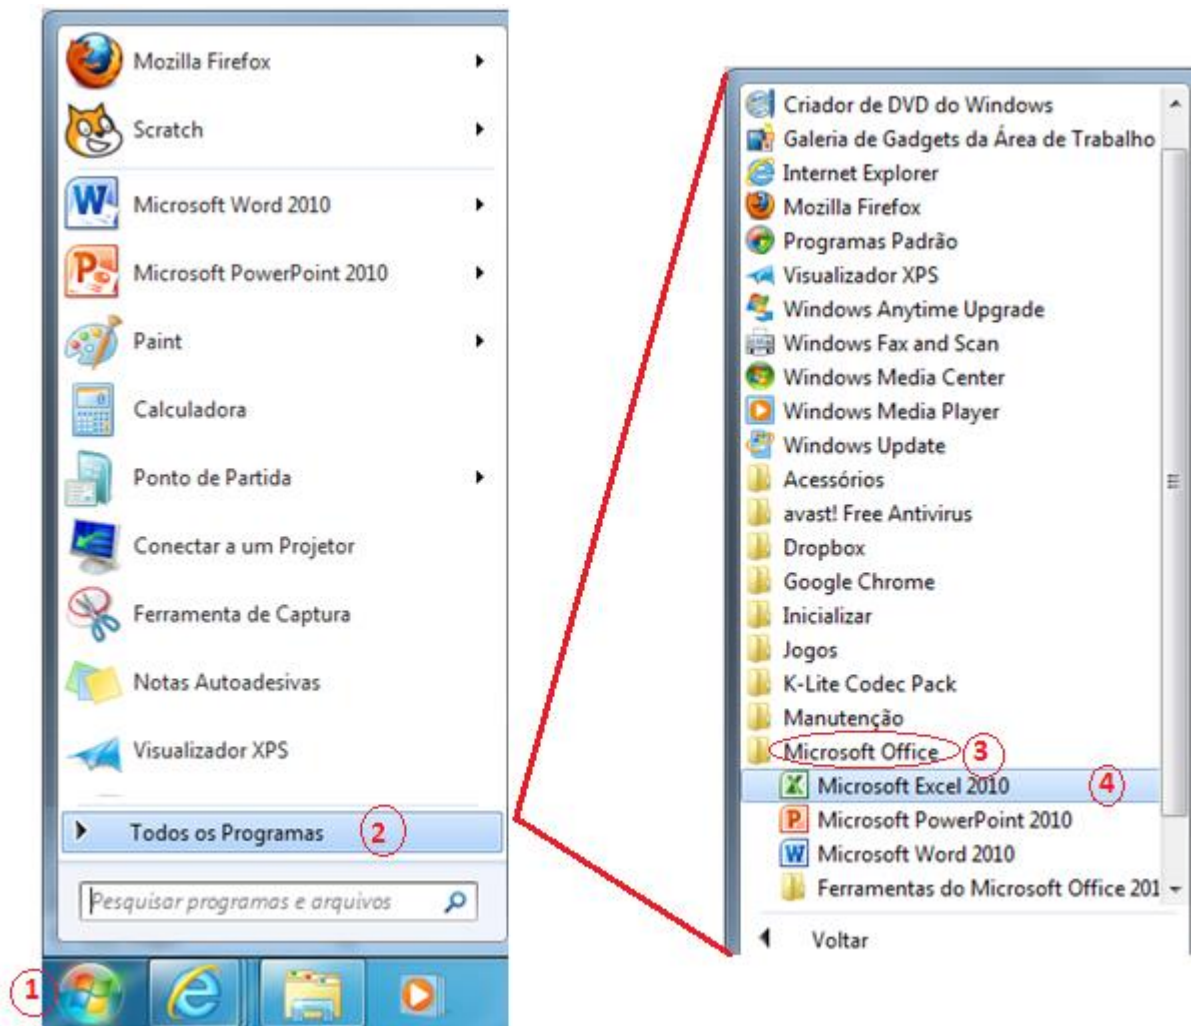 Mozilla Firefox
Scratch
Microsoft Word 2010
Microsoft PowerPoint 2010
Paint
Calculadora
Ponto de Partida
Conectar a um Projetor
Ferramenta de Captura
Notas Autoadesivas
Visualizador XPS
Todos os Programas 2
Pesquisar programas e arquivos
1
Criador de DVD do Windows
Galeria de Gadgets da Área de Trabalho
Internet Explorer
Mozilla Firefox
Programas Padrão
Visualizador XPS
Windows Anytime Upgrade
Windows Fax and Scan
Windows Media Center
Windows Media Player
Windows Update
Acessórios
avast! Free Antivirus
Dropbox
Google Chrome
Inicializar
Jogos
K-Lite Codec Pack
Manutenção
Microsoft Office 3
Microsoft Excel 2010 4
Microsoft PowerPoint 2010
Microsoft Word 2010
Ferramentas do Microsoft Office 201
Voltar